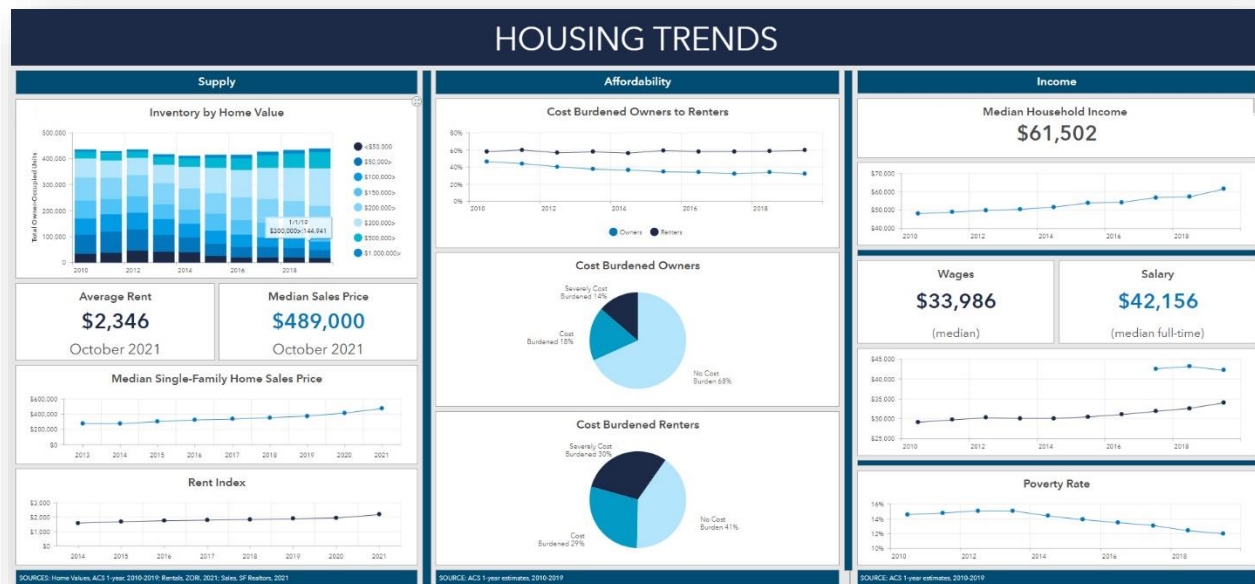 HOUSING TRENDS
Supply
Inventory by Home Value
Total Owner-Occupied Units
500,000
400,000
300,000
200,000
100,000
0
2010
2012
2014
2016
2018
1/1/19
$300,000>:144,941
<$50,000
$50,000>
$100,000>
$150,000>
$200,000>
$300,000>
$500,000>
$1,000,000>
Average Rent
$2,346
October 2021
Median Sales Price
$489,000
October 2021
Median Single-Family Home Sales Price
$600,000
$400,000
$200,000
$0
2013
2014
2015
2016
2017
2018
2019
2020
2021
Rent Index
$3,000
$2,000
$1,000
$0
2014
2015
2016
2017
2018
2019
2020
2021
SOURCES: Home Values, ACS 1-year, 2010-2019; Rentals, ZORI, 2021; Sales, SF Realtors, 2021
Affordability
Cost Burdened Owners to Renters
80%
60%
40%
20%
0%
2010
2012
2014
2016
2018
Owners
Renters
Cost Burdened Owners
Severely Cost
Burdened 14%
Cost
Burdened 18%
No Cost
Burden 68%
Cost Burdened Renters
Severely Cost
Burdened 30%
No Cost
Burden 41%
Cost
Burdened 29%
SOURCE: ACS 1-year estimates, 2010-2019
Income
Median Household Income
$61,502
$70,000
$60,000
$50,000
$40,000
2010
2012
2014
2016
2018
Wages
$33,986
(median)
Salary
$42,156
(median full-time)
$45,000
$40,000
$35,000
$30,000
$25,000
2010
2012
2014
2016
2018
Poverty Rate
16%
14%
12%
10%
2010
2012
2014
2016
2018
SOURCE: ACS 1-year estimates, 2010-2019